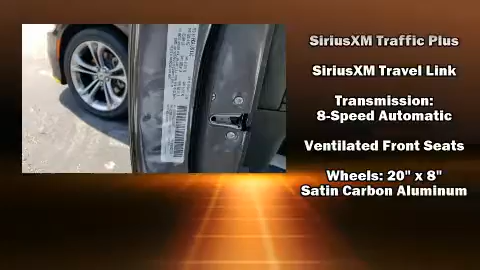 SiriusXM Traffic Plus
SiriusXM Travel Link
Transmission:
8-Speed Automatic
Ventilated Front Seats
Wheels: 20" x 8"
Satin Carbon Aluminum